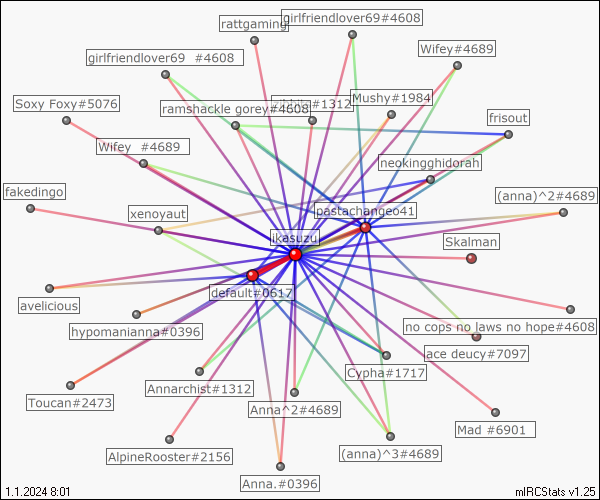 girlfriendlover69#4608
rattgaming
Wifey#4689
girlfriendlover69  #4608
Mushy#1984
Soxy Foxy#5076
#1312
ramshackle gorey#4608
frisout
Wifey  #4689
neokingghidorah
fakedingo
(anna)^2#4689
xenoyaut
pastachange041
ikasuzu
Skalman
default#0617
avelicious
no cops no laws no hope#4608
hypomanianna#0396
ace deucy#7097
Cypha#1717
Annarchist#1312
Toucan#2473
Anna^2#4689
Mad #6901
AlpineRooster#2156
(anna)^3#4689
Anna.#0396
1.1.2024 8:01
mIRCStats v1.25